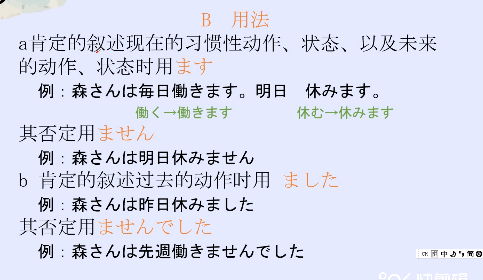 B 用法
a肯定的叙述现在的习惯性动作、状态、以及未来
的动作、状态时用ます
例：森さんは毎日働きます。明日 休みます。
働く→働きます 休む→休みます
其否定用ません
例：森さんは明日休みません
b 肯定的叙述过去的动作时用 ました
例：森さんは昨日休みました
其否定用ませんでした
例：森さんは先週働きませんでした